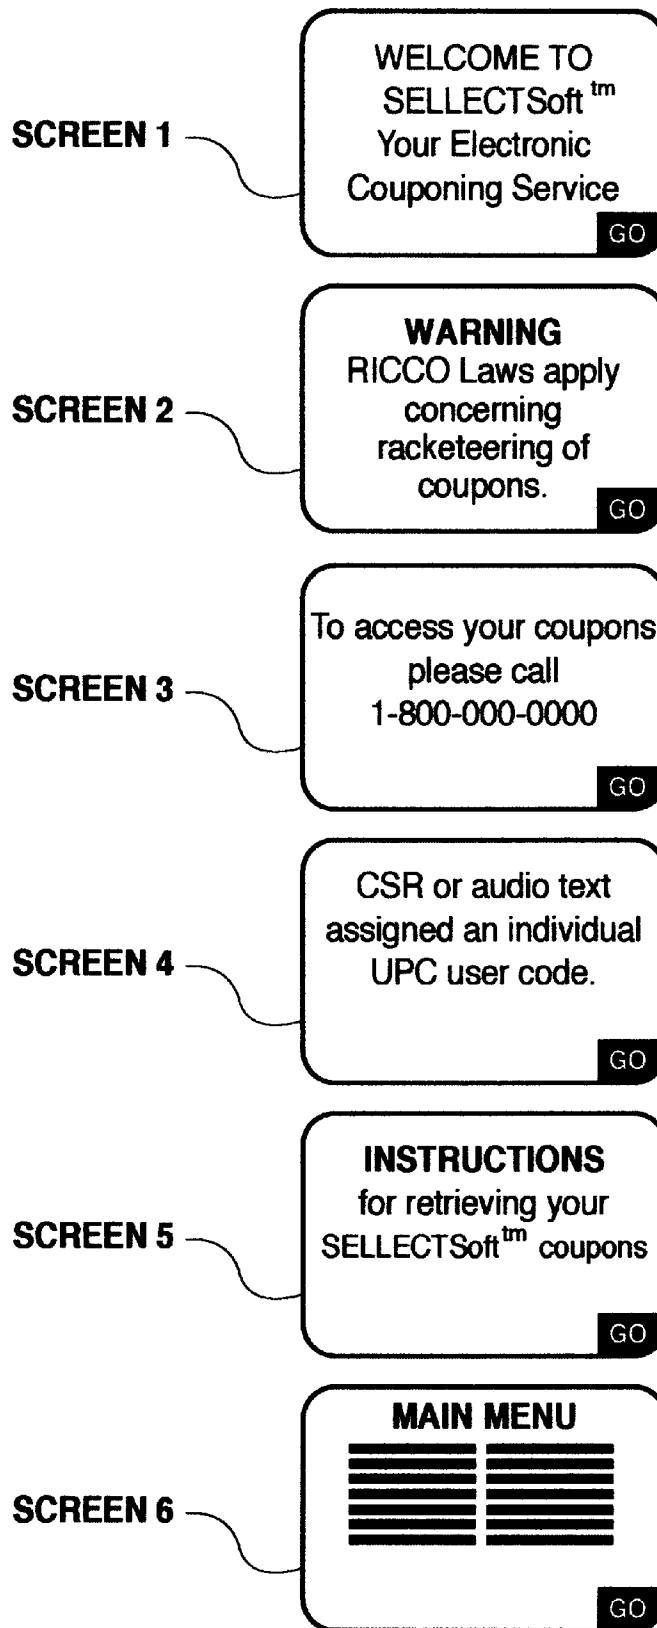 SCREEN 1
WELCOME TO
SELLECTSoft tm
Your Electronic
Couponing Service
GO
SCREEN 2
WARNING
RICCO Laws apply
concerning
racketeering of
coupons.
GO
SCREEN 3
To access your coupons
please call
1-800-000-0000
GO
SCREEN 4
CSR or audio text
assigned an individual
UPC user code.
GO
SCREEN 5
INSTRUCTIONS
for retrieving your
SELLECTSoft tm coupons
GO
SCREEN 6
MAIN MENU
GO